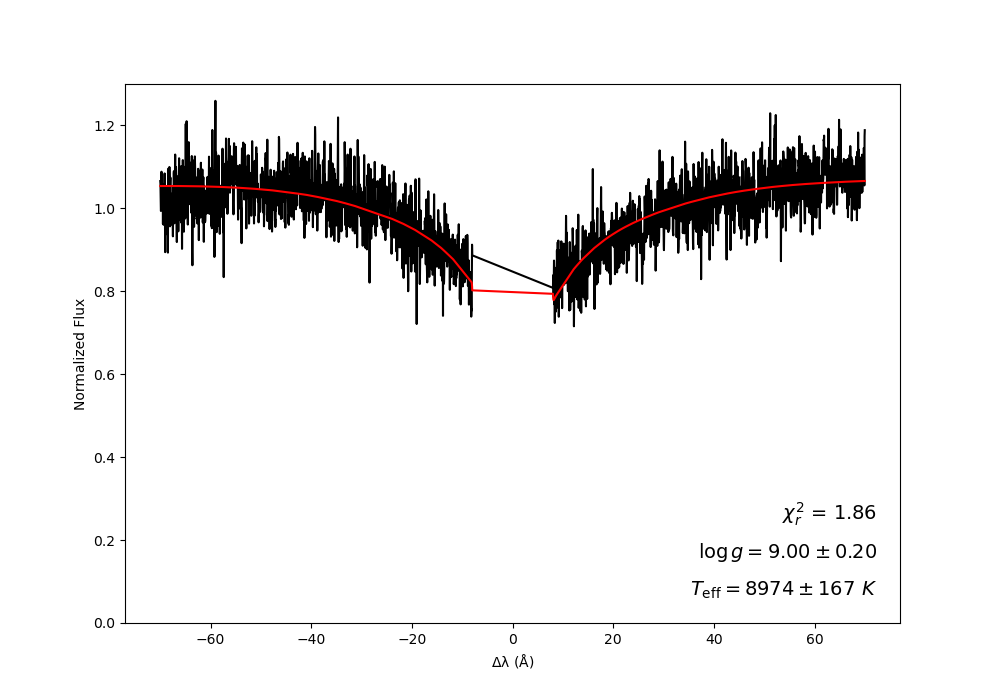 1.2
1.0
0.8
0.6
0.4
0.2
0.0
Normalized Flux
χ²ᵣ = 1.86
log g = 9.00 ± 0.20
T_eff = 8974 ± 167 K
−60 −40 −20 0 20 40 60
Δλ (Å)